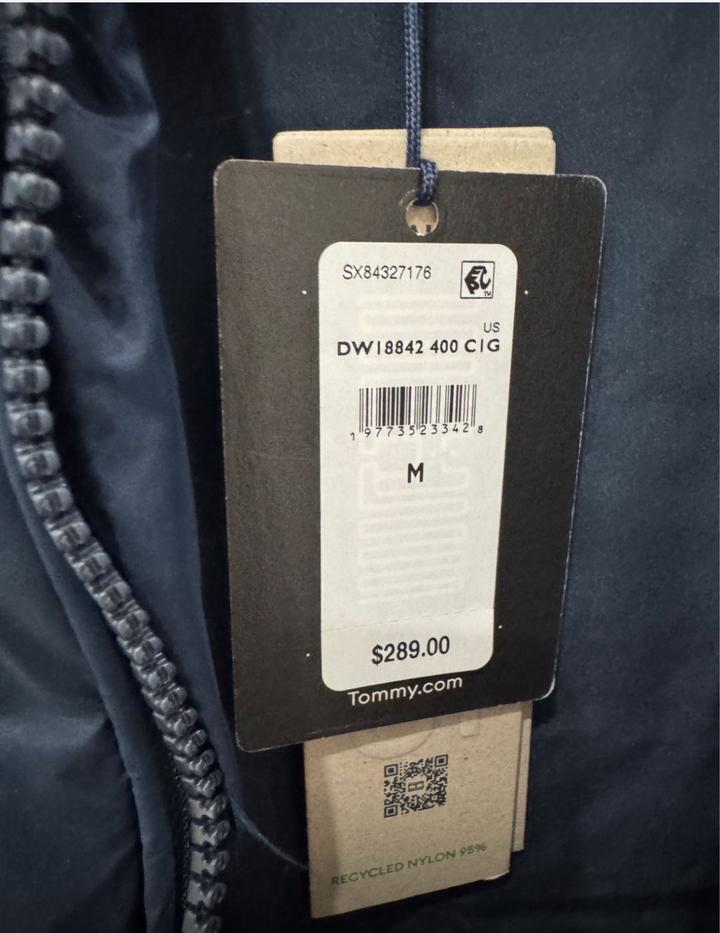 SX84327176
US
DW18842 400 C1G
1 97735 23342 8
M
$289.00
Tommy.com
RECYCLED NYLON 95%